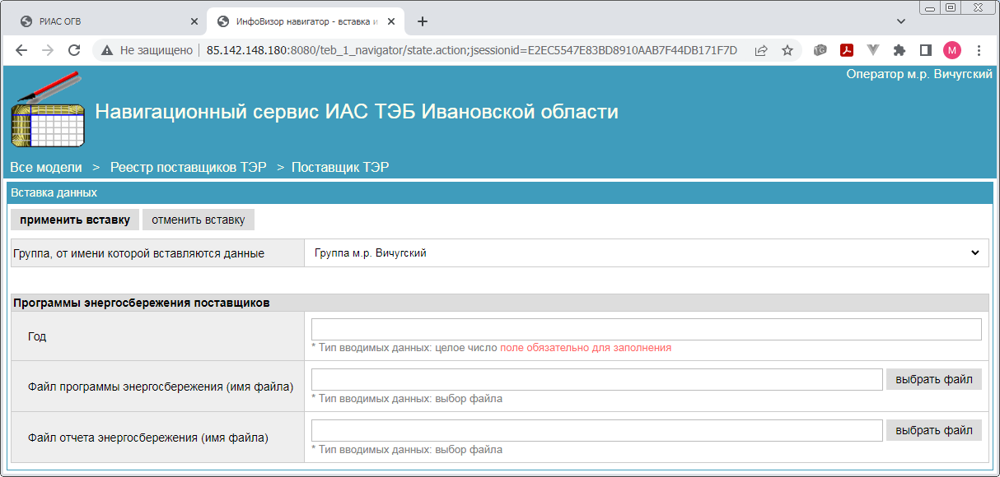 РИАС ОГВ
ИнфоВизор навигатор - вставка и
Не защищено
85.142.148.180:8080/teb_1_navigator/state.action;jsessionid=E2EC5547E83BD8910AAB7F44DB171F7D
M
Оператор м.р. Вичугский
Навигационный сервис ИАС ТЭБ Ивановской области
Все модели > Реестр поставщиков ТЭР > Поставщик ТЭР
Вставка данных
применить вставку отменить вставку
Группа, от имени которой вставляются данные Группа м.р. Вичугский
Программы энергосбережения поставщиков
Год
* Тип вводимых данных: целое число поле обязательно для заполнения
Файл программы энергосбережения (имя файла) выбрать файл
* Тип вводимых данных: выбор файла
Файл отчета энергосбережения (имя файла) выбрать файл
* Тип вводимых данных: выбор файла